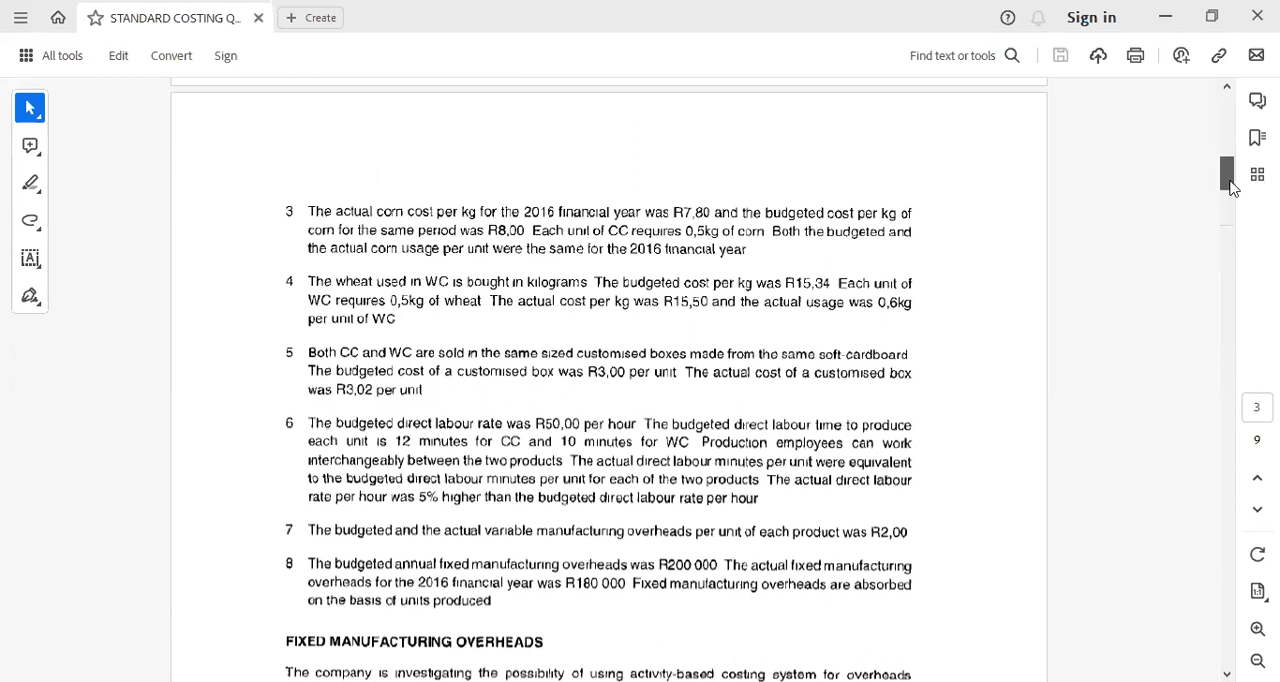 STANDARD COSTING Q...
Create
Sign in
All tools
Edit
Convert
Sign
Find text or tools
3 The actual corn cost per kg for the 2016 financial year was R7,80 and the budgeted cost per kg of
corn for the same period was R8,00 Each unit of CC requires 0,5kg of corn Both the budgeted and
the actual corn usage per unit were the same for the 2016 financial year
4 The wheat used in WC is bought in kilograms The budgeted cost per kg was R15,34 Each unit of
WC requires 0,5kg of wheat The actual cost per kg was R15,50 and the actual usage was 0,6kg
per unit of WC
5 Both CC and WC are sold in the same sized customised boxes made from the same soft-cardboard
The budgeted cost of a customised box was R3,00 per unit The actual cost of a customised box
was R3,02 per unit
6 The budgeted direct labour rate was R50,00 per hour The budgeted direct labour time to produce
each unit is 12 minutes for CC and 10 minutes for WC Production employees can work
interchangeably between the two products The actual direct labour minutes per unit were equivalent
to the budgeted direct labour minutes per unit for each of the two products The actual direct labour
rate per hour was 5% higher than the budgeted direct labour rate per hour
7 The budgeted and the actual variable manufacturing overheads per unit of each product was R2,00
8 The budgeted annual fixed manufacturing overheads was R200 000 The actual fixed manufacturing
overheads for the 2016 financial year was R180 000 Fixed manufacturing overheads are absorbed
on the basis of units produced
FIXED MANUFACTURING OVERHEADS
The company is investigating the possibility of using activity-based costing system for overheads
3
9